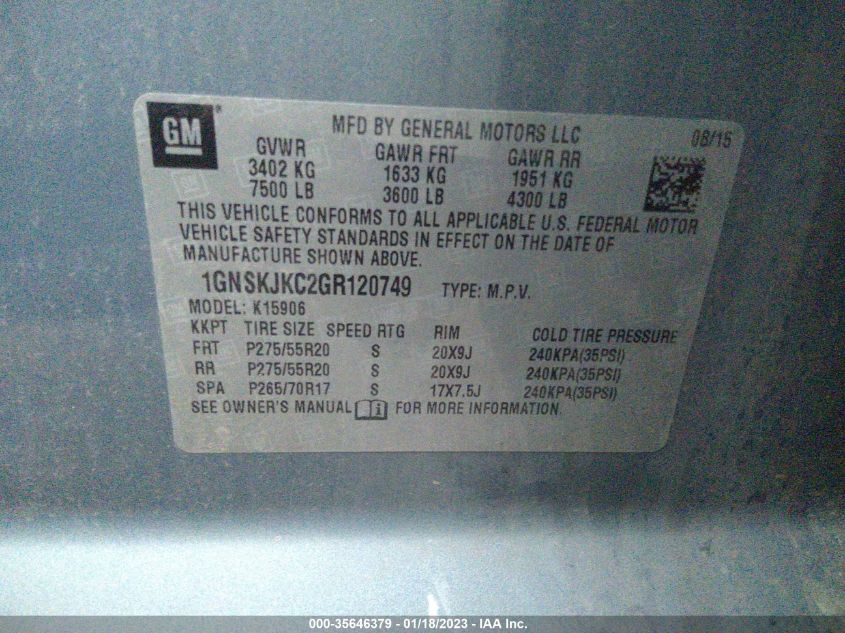 GM®
MFD BY GENERAL MOTORS LLC 08/15
GVWR GAWR FRT GAWR RR
3402 KG 1633 KG 1951 KG
7500 LB 3600 LB 4300 LB
THIS VEHICLE CONFORMS TO ALL APPLICABLE U.S. FEDERAL MOTOR
VEHICLE SAFETY STANDARDS IN EFFECT ON THE DATE OF
MANUFACTURE SHOWN ABOVE.
1GNSKJKC2GR120749 TYPE: M.P.V.
MODEL: K15906
KKPT TIRE SIZE SPEED RTG RIM COLD TIRE PRESSURE
FRT P275/55R20 S 20X9J 240KPA(35PSI)
RR P275/55R20 S 20X9J 240KPA(35PSI)
SPA P265/70R17 S 17X7.5J 240KPA(35PSI)
SEE OWNER'S MANUAL FOR MORE INFORMATION.
000-35646379 - 01/18/2023 - IAA Inc.